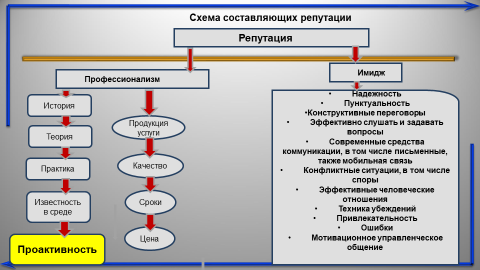 Схема составляющих репутации
Репутация
Профессионализм
История
Теория
Практика
Известность
в среде
Проактивность
Продукция
услуги
Качество
Сроки
Цена
Имидж
• Надежность
• Пунктуальность
•Конструктивные переговоры
• Эффективно слушать и задавать
вопросы
• Современные средства
коммуникации, в том числе письменные,
также мобильная связь
• Конфликтные ситуации, в том числе
споры
• Эффективные человеческие
отношения
• Техника убеждений
• Привлекательность
• Ошибки
• Мотивационное управленческое
общение